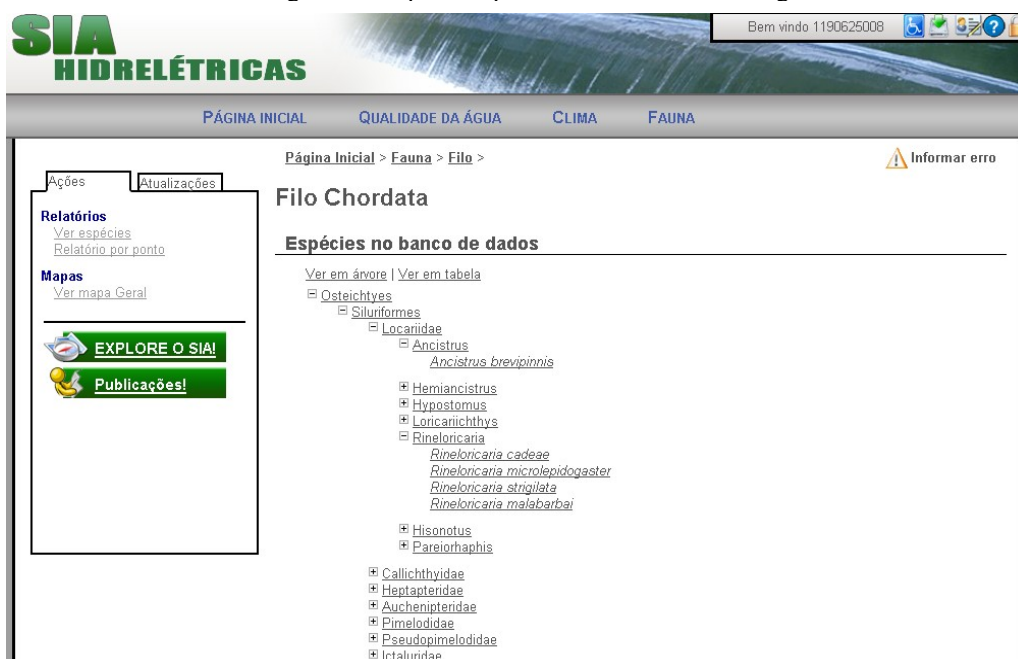 SIA
HIDRELÉTRICAS
Bem vindo 1190625008
PÁGINA INICIAL QUALIDADE DA ÁGUA CLIMA FAUNA
Página Inicial > Fauna > Filo >
Informar erro
Ações Atualizações
Relatórios
Ver espécies
Relatório por ponto
Mapas
Ver mapa Geral
EXPLORE O SIA!
Publicações!
Filo Chordata
Espécies no banco de dados
Ver em árvore | Ver em tabela
Osteichtyes
Siluriformes
Locariidae
Ancistrus
Ancistrus brevipinnis
Hemiancistrus
Hypostomus
Loricariichthys
Rineloricaria
Rineloricaria cadeae
Rineloricaria microlepidogaster
Rineloricaria strigilata
Rineloricaria malabarbai
Hisonotus
Pareiorhaphis
Callichthyidae
Heptapteridae
Auchenipteridae
Pimelodidae
Pseudopimelodidae
Ictaluridae